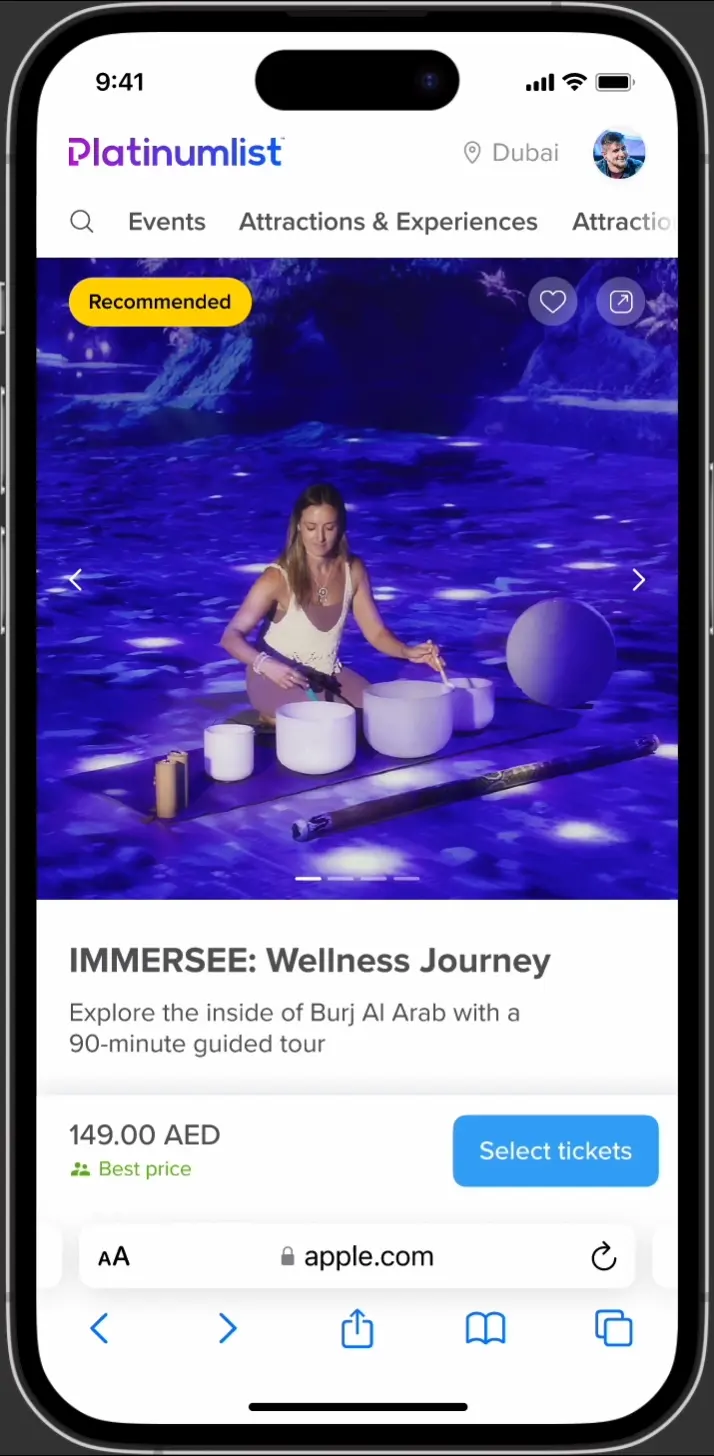 9:41
Platinumlist
Dubai
Events Attractions & Experiences Attractio
Recommended
IMMERSEE: Wellness Journey
Explore the inside of Burj Al Arab with a
90-minute guided tour
149.00 AED
Best price
Select tickets
AA apple.com